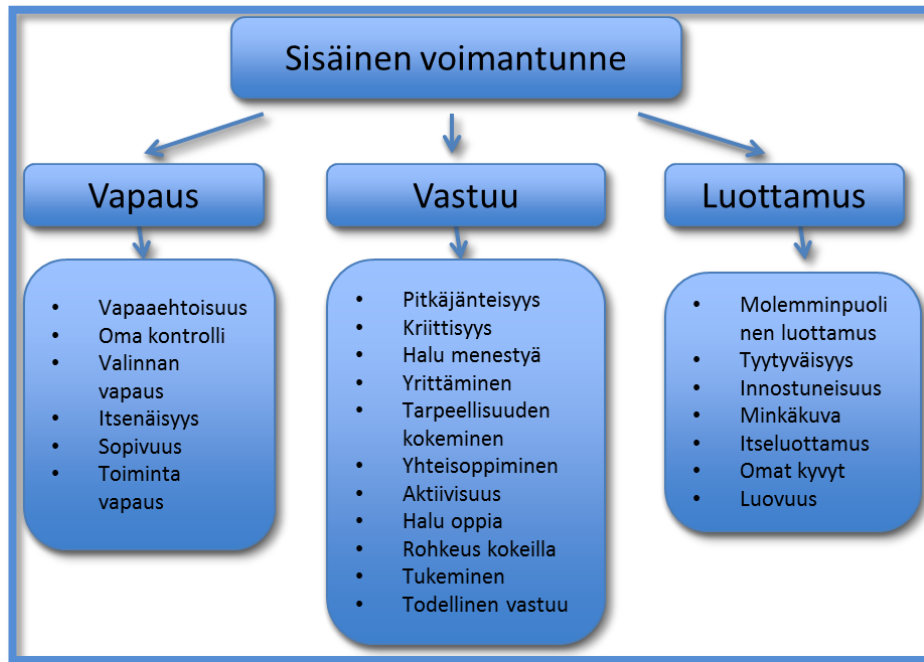 Sisäinen voimantunne
Vapaus
Vastuu
Luottamus
• Vapaaehtoisuus
• Oma kontrolli
• Valinnan
vapaus
• Itsenäisyys
• Sopivuus
• Toiminta
vapaus
• Pitkäjänteisyys
• Kriittisyys
• Halu menestyä
• Yrittäminen
• Tarpeellisuuden
kokeminen
• Yhteisoppiminen
• Aktiivisuus
• Halu oppia
• Rohkeus kokeilla
• Tukeminen
• Todellinen vastuu
• Molemminpuoli
nen luottamus
• Tyytyväisyys
• Innostuneisuus
• Minkäkuva
• Itseluottamus
• Omat kyvyt
• Luovuus